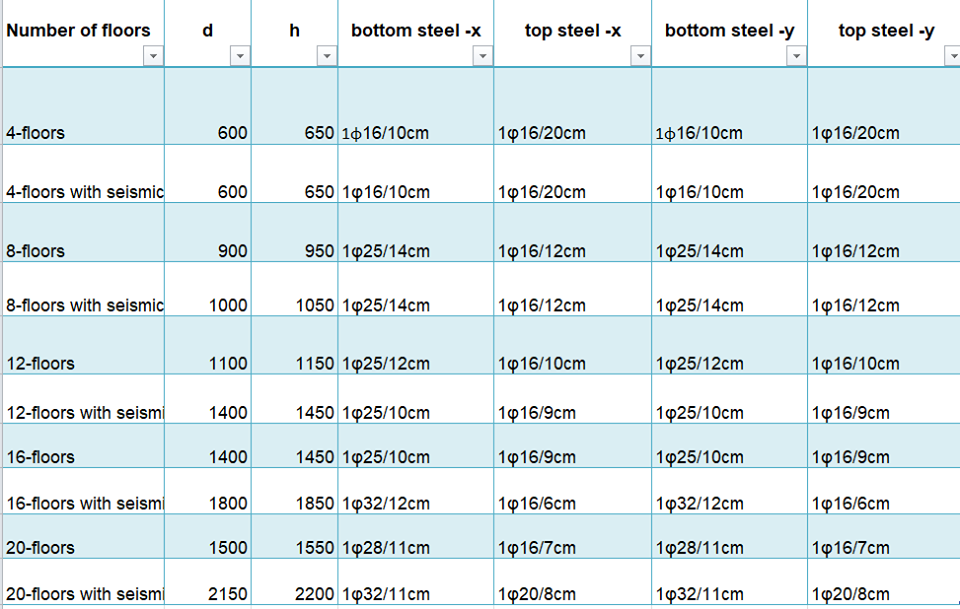 Number of floors d h bottom steel -x top steel -x bottom steel -y top steel -y
4-floors 600 650 1ϕ16/10cm 1φ16/20cm 1ϕ16/10cm 1φ16/20cm
4-floors with seismic 600 650 1φ16/10cm 1φ16/20cm 1φ16/10cm 1φ16/20cm
8-floors 900 950 1φ25/14cm 1φ16/12cm 1φ25/14cm 1φ16/12cm
8-floors with seismic 1000 1050 1φ25/14cm 1φ16/12cm 1φ25/14cm 1φ16/12cm
12-floors 1100 1150 1φ25/12cm 1φ16/10cm 1φ25/12cm 1φ16/10cm
12-floors with seismi 1400 1450 1φ25/10cm 1φ16/9cm 1φ25/10cm 1φ16/9cm
16-floors 1400 1450 1φ25/10cm 1φ16/9cm 1φ25/10cm 1φ16/9cm
16-floors with seismi 1800 1850 1φ32/12cm 1φ16/6cm 1φ32/12cm 1φ16/6cm
20-floors 1500 1550 1φ28/11cm 1φ16/7cm 1φ28/11cm 1φ16/7cm
20-floors with seismi 2150 2200 1φ32/11cm 1φ20/8cm 1φ32/11cm 1φ20/8cm